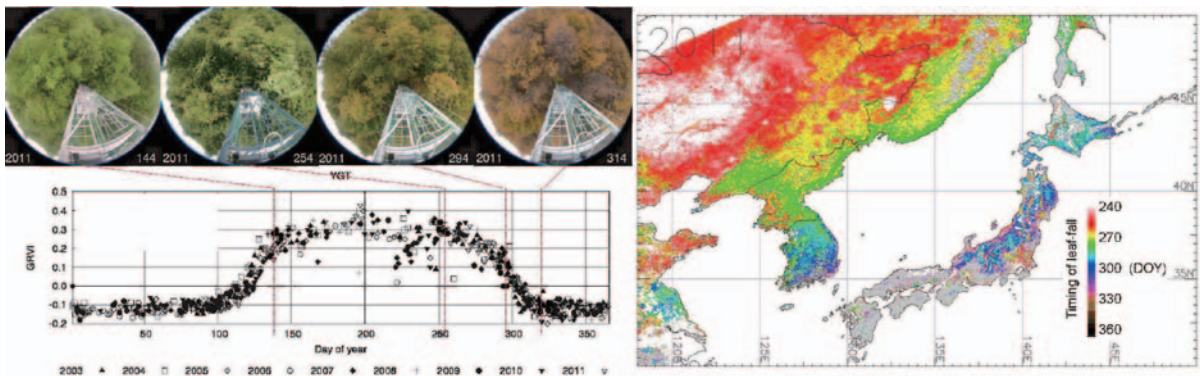 2011 144 2011 254 2011 294 2011 314
YGT
0.5
0.4
0.3
0.2
0.1
0.0
-0.1
-0.2
GRVI
50 100 150 200 250 300 350
Day of year
2003 2004 2005 2006 2007 2008 2009 2010 2011
2011
45N
40N
35N
120E 125E 130E 135E 140E 145E
Timing of leaf-fall
240
270
300 (DOY)
330
360